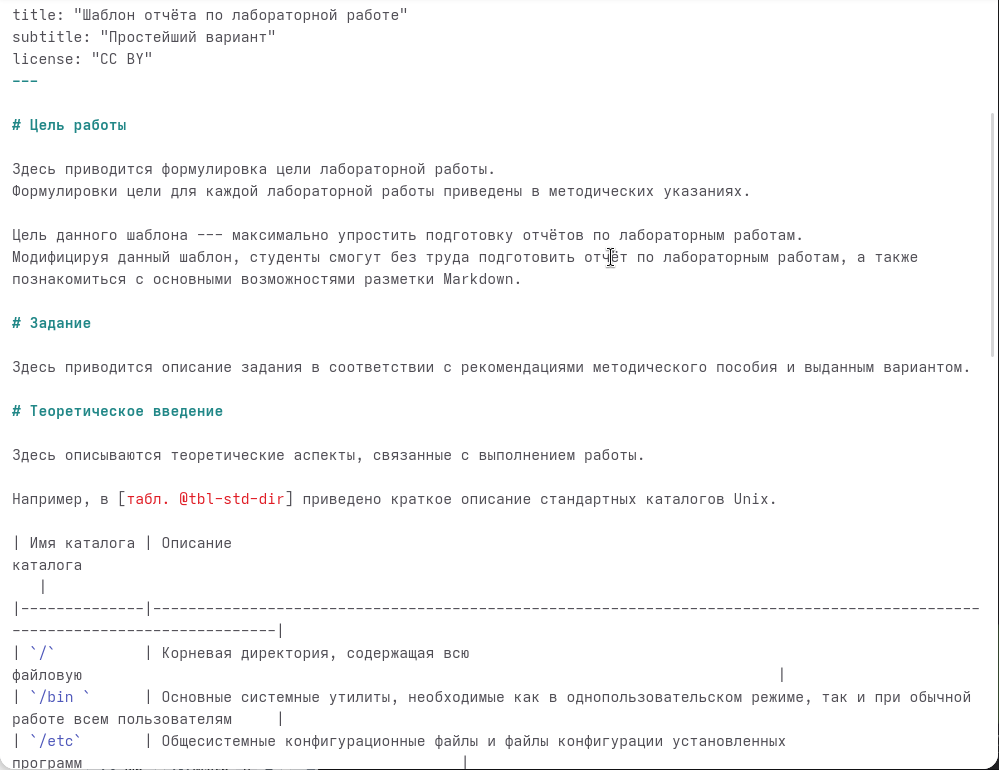 title: "Шаблон отчёта по лабораторной работе"
subtitle: "Простейший вариант"
license: "CC BY"
---
# Цель работы
Здесь приводится формулировка цели лабораторной работы.
Формулировки цели для каждой лабораторной работы приведены в методических указаниях.
Цель данного шаблона --- максимально упростить подготовку отчётов по лабораторным работам.
Модифицируя данный шаблон, студенты смогут без труда подготовить отчёт по лабораторным работам, а также
познакомиться с основными возможностями разметки Markdown.
# Задание
Здесь приводится описание задания в соответствии с рекомендациями методического пособия и выданным вариантом.
# Теоретическое введение
Здесь описываются теоретические аспекты, связанные с выполнением работы.
Например, в [табл. @tbl-std-dir] приведено краткое описание стандартных каталогов Unix.
| Имя каталога | Описание
каталога
|
|--------------|----------------------------------------------------------------------------------------------
------------------------------|
| `/`          | Корневая директория, содержащая всю
файловую                                                                               |
| `/bin `      | Основные системные утилиты, необходимые как в однопользовательском режиме, так и при обычной
работе всем пользователям     |
| `/etc`       | Общесистемные конфигурационные файлы и файлы конфигурации установленных
программ                                           |